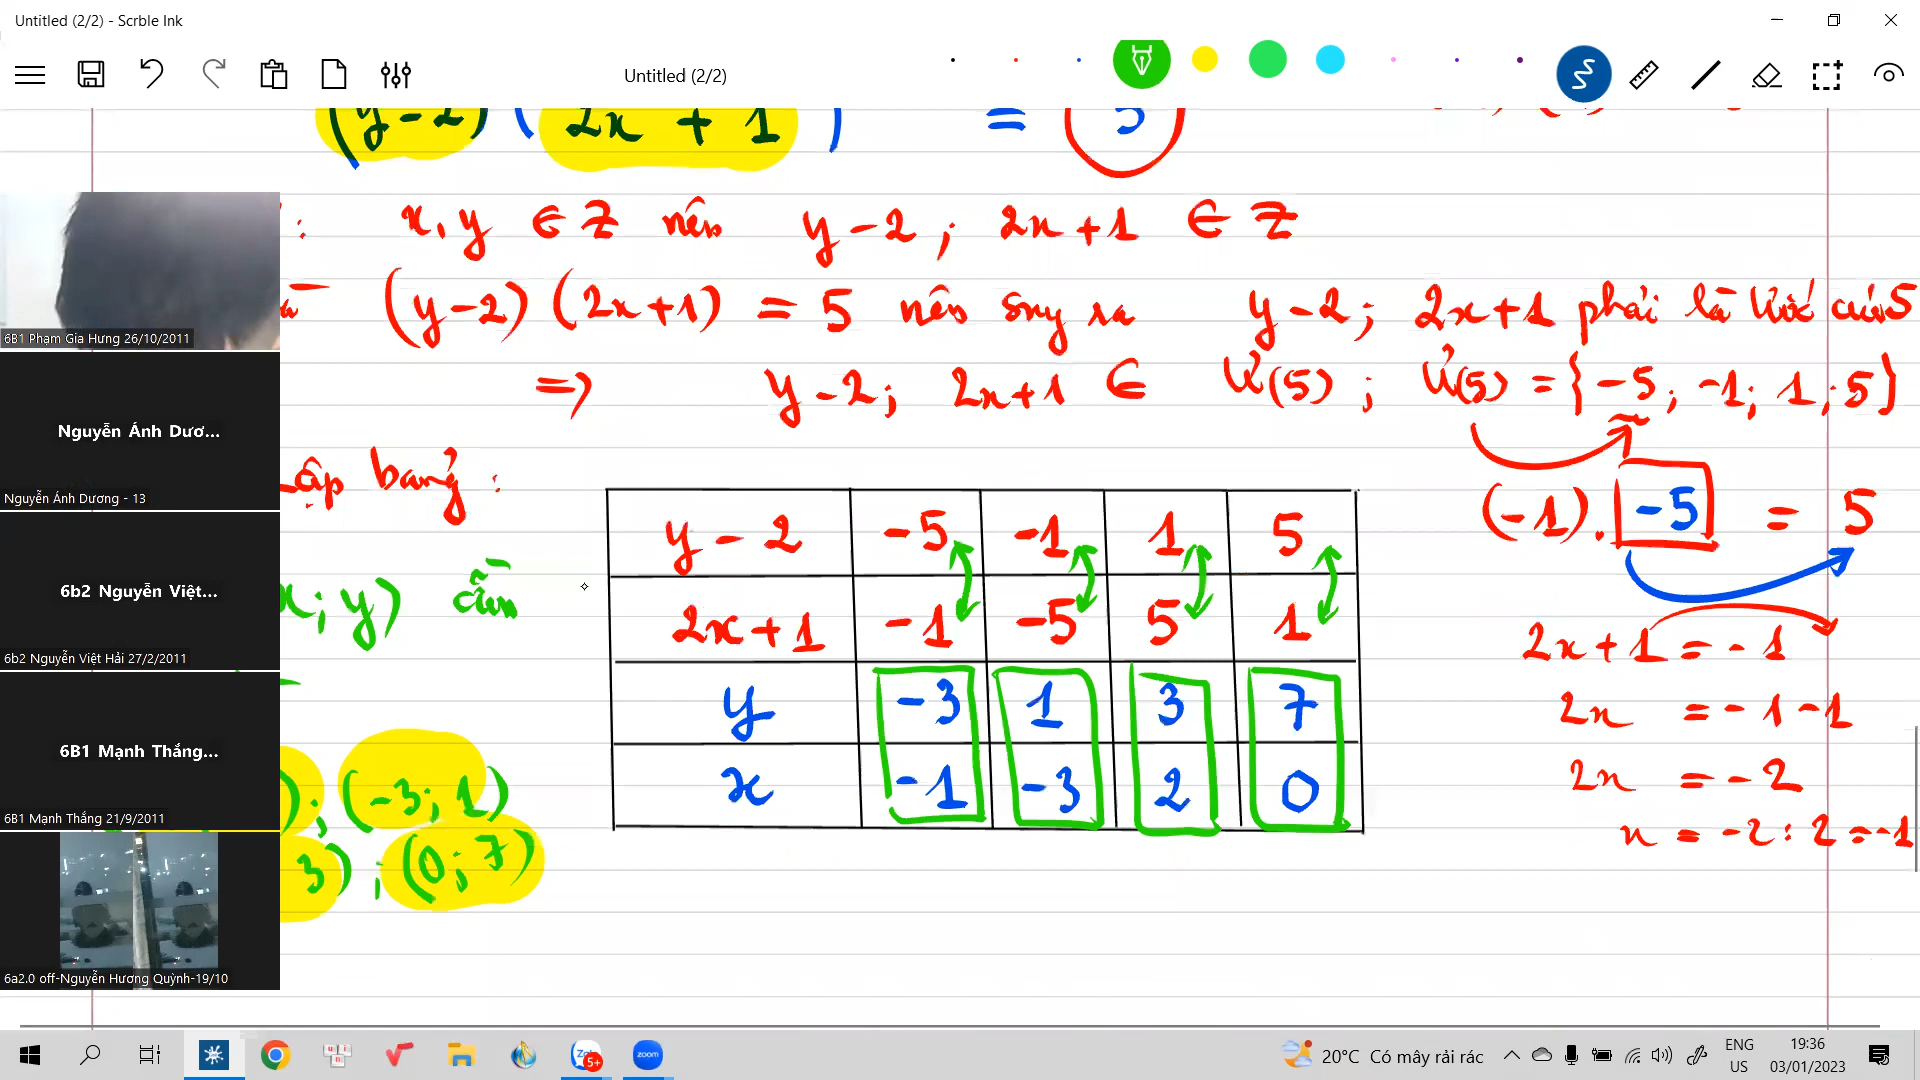 Untitled (2/2) - Scrble Ink
Untitled (2/2)
(y-2) (2x + 1) = 5
: x, y ∈ Z nên y-2; 2x+1 ∈ Z
(y-2) (2x+1) = 5 nên suy ra y-2; 2x+1 phải là Ước của 5
=> y-2; 2x+1 ∈ Ư(5); Ư(5) = {-5; -1; 1; 5}
Lập bảng:
(-1). -5 = 5
y - 2 -5 -1 1 5
2x+1 -1 -5 5 1
y -3 1 3 7
x -1 -3 2 0
x; y) cần
); (-3; 1)
3); (0; 7)
2x+1 = -1
2x = -1-1
2x = -2
x = -2 : 2 = -1
6B1 Phạm Gia Hưng 26/10/2011
Nguyễn Ánh Dươ...
Nguyễn Ánh Dương - 13
6b2 Nguyễn Việt...
6b2 Nguyễn Việt Hải 27/2/2011
6B1 Mạnh Thắng...
6B1 Mạnh Thắng 21/9/2011
6a2.0 off-Nguyễn Hương Quỳnh-19/10
5+
zoom
20°C Có mây rải rác
ENG
US
19:36
03/01/2023